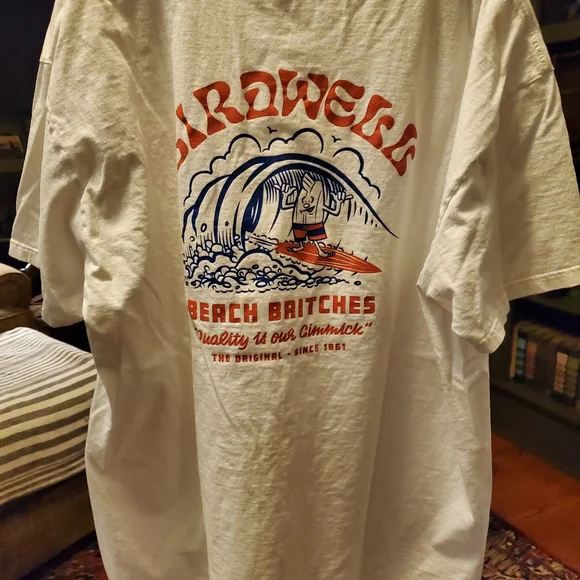 BIRDWELL
BEACH BRITCHES
"Quality is our Gimmick"
THE ORIGINAL - SINCE 1961